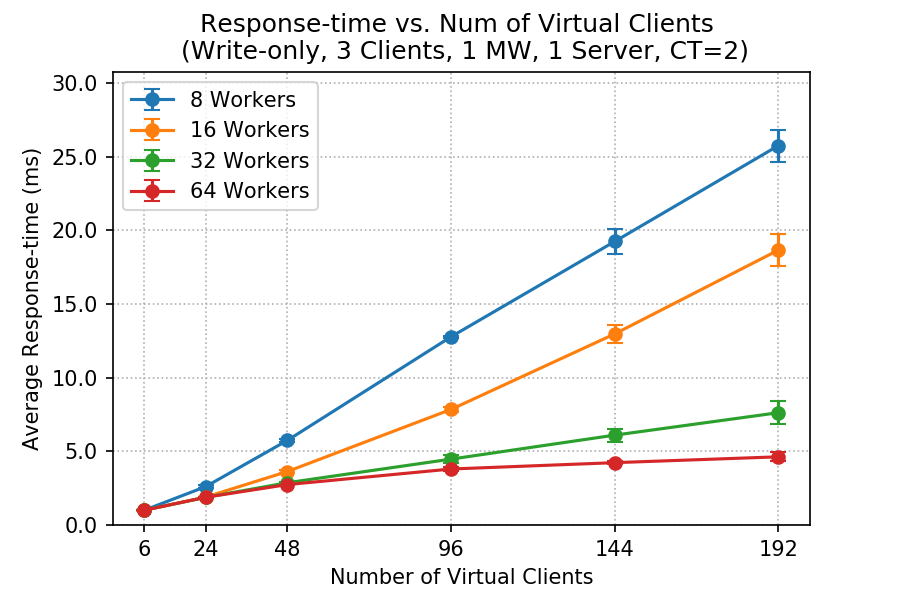 Response-time vs. Num of Virtual Clients
(Write-only, 3 Clients, 1 MW, 1 Server, CT=2)
30.0
25.0
20.0
15.0
10.0
5.0
0.0
Average Response-time (ms)
8 Workers
16 Workers
32 Workers
64 Workers
6 24 48 96 144 192
Number of Virtual Clients